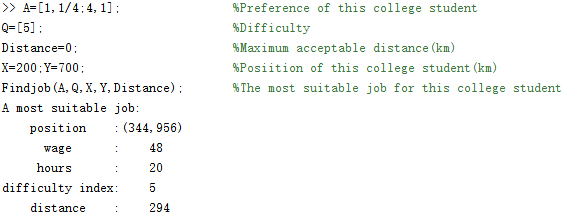 >> A=[1,1/4;4,1]; %Preference of this college student
Q=[5]; %Difficulty
Distance=0; %Maximum acceptable distance(km)
X=200;Y=700; %Posiition of this college student(km)
Findjob(A,Q,X,Y,Distance); %The most suitable job for this college student
A most suitable job:
position :(344,956)
wage : 48
hours : 20
difficulty index: 5
distance : 294